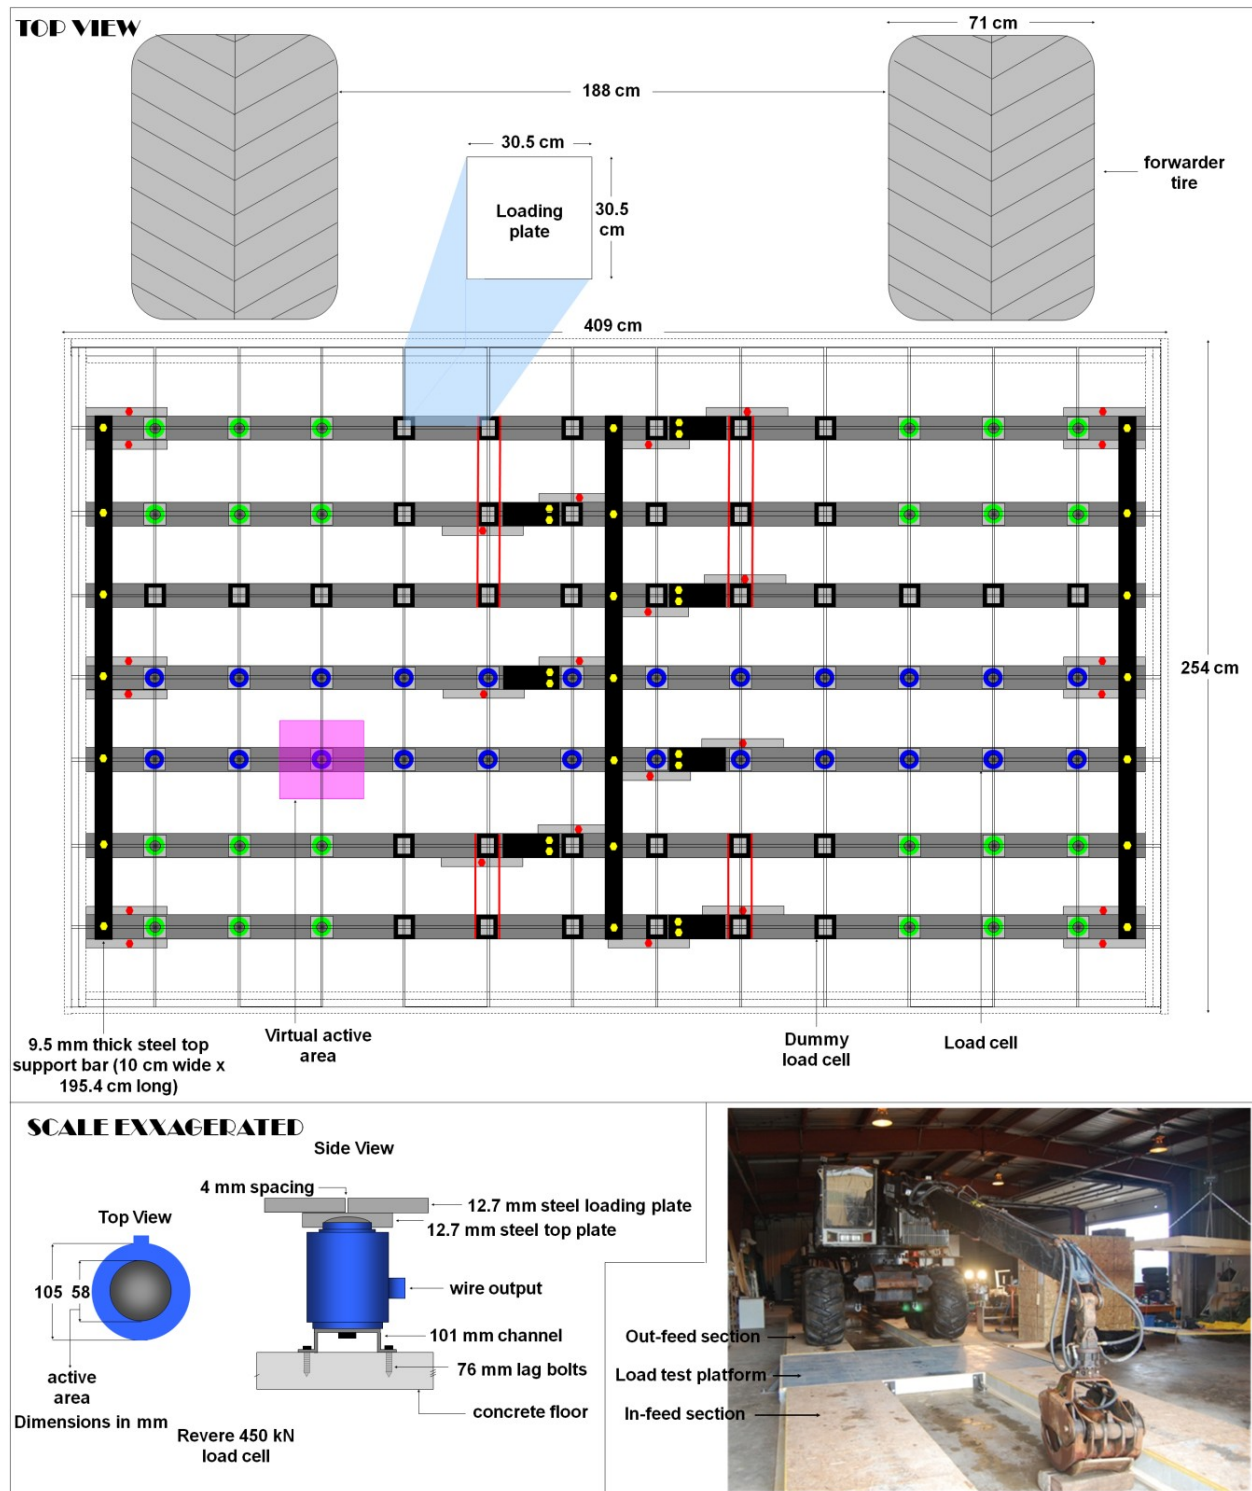 TOP VIEW
71 cm
188 cm
30.5 cm
Loading
plate
30.5
cm
forwarder
tire
409 cm
254 cm
9.5 mm thick steel top
support bar (10 cm wide x
195.4 cm long)
Virtual active
area
Dummy
load cell
Load cell
SCALE EXXAGERATED
Side View
4 mm spacing
12.7 mm steel loading plate
12.7 mm steel top plate
Top View
105
58
wire output
101 mm channel
76 mm lag bolts
active
area
concrete floor
Dimensions in mm
Revere 450 kN
load cell
Out-feed section
Load test platform
In-feed section